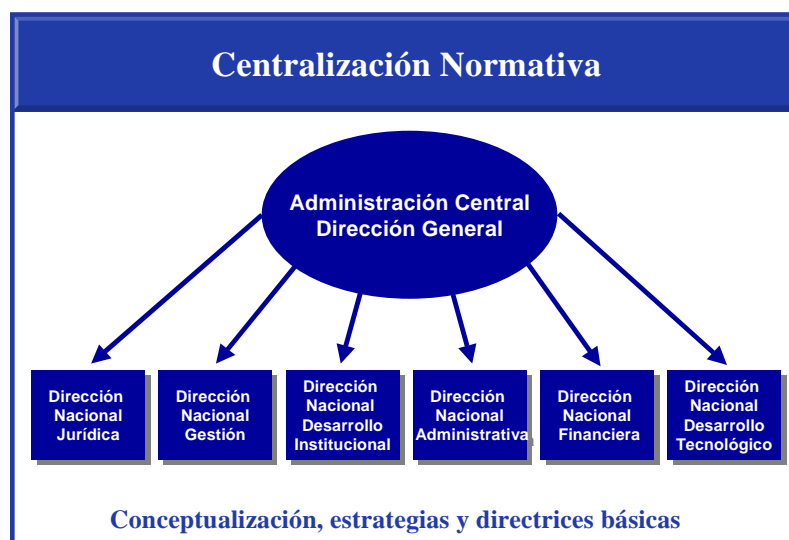 Centralización Normativa
Administración Central
Dirección General
Dirección
Nacional
Jurídica
Dirección
Nacional
Gestión
Dirección
Nacional
Desarrollo
Institucional
Dirección
Nacional
Administrativa
Dirección
Nacional
Financiera
Dirección
Nacional
Desarrollo
Tecnológico
Conceptualización, estrategias y directrices básicas